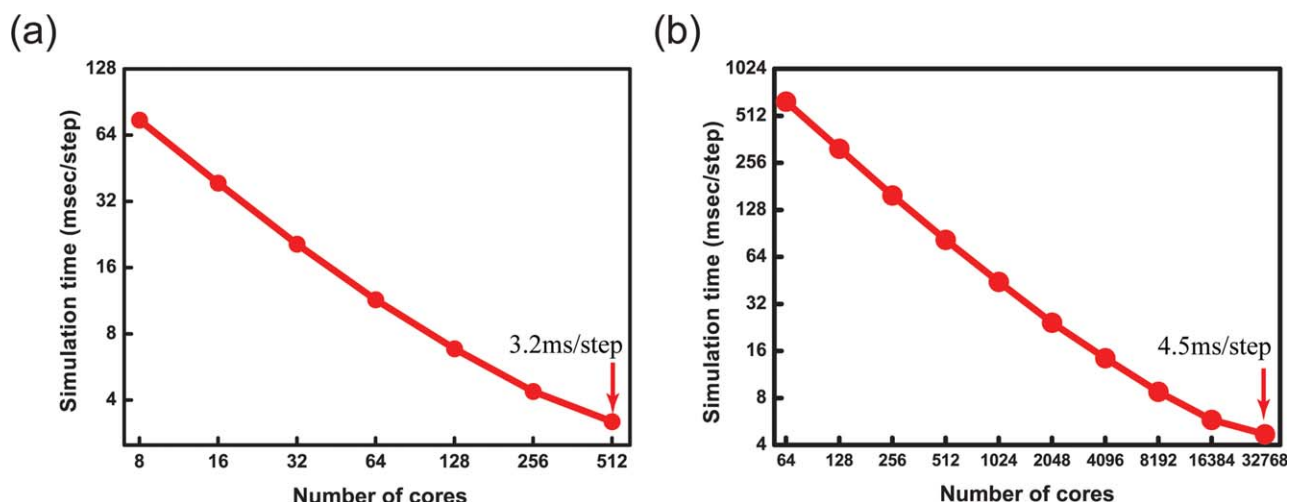 (a)
128
64
32
16
8
4
Simulation time (msec/step)
3.2ms/step
8 16 32 64 128 256 512
Number of cores
(b)
1024
512
256
128
64
32
16
8
4
Simulation time (msec/step)
4.5ms/step
64 128 256 512 1024 2048 4096 8192 16384 32768
Number of cores